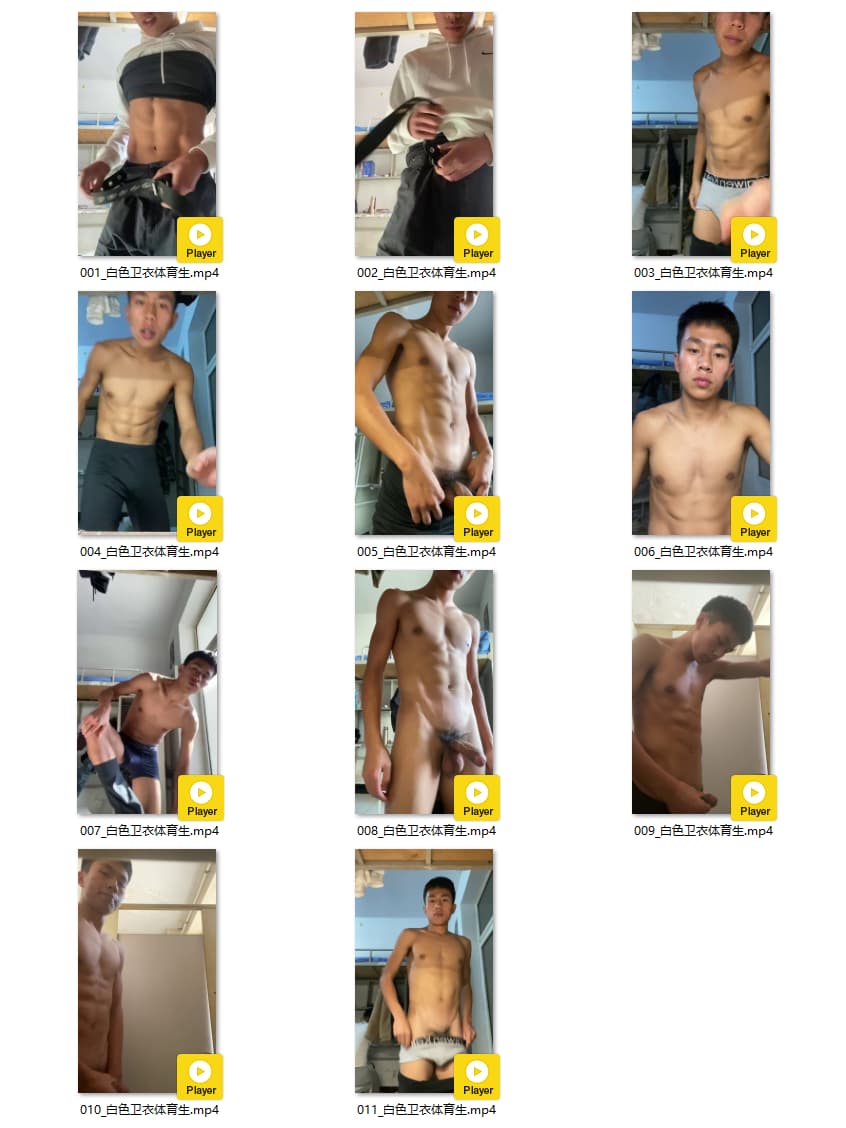 Player
Player
Player
001_白色卫衣体育生.mp4
002_白色卫衣体育生.mp4
003_白色卫衣体育生.mp4
Player
Player
Player
004_白色卫衣体育生.mp4
005_白色卫衣体育生.mp4
006_白色卫衣体育生.mp4
Player
Player
Player
007_白色卫衣体育生.mp4
008_白色卫衣体育生.mp4
009_白色卫衣体育生.mp4
Player
Player
010_白色卫衣体育生.mp4
011_白色卫衣体育生.mp4